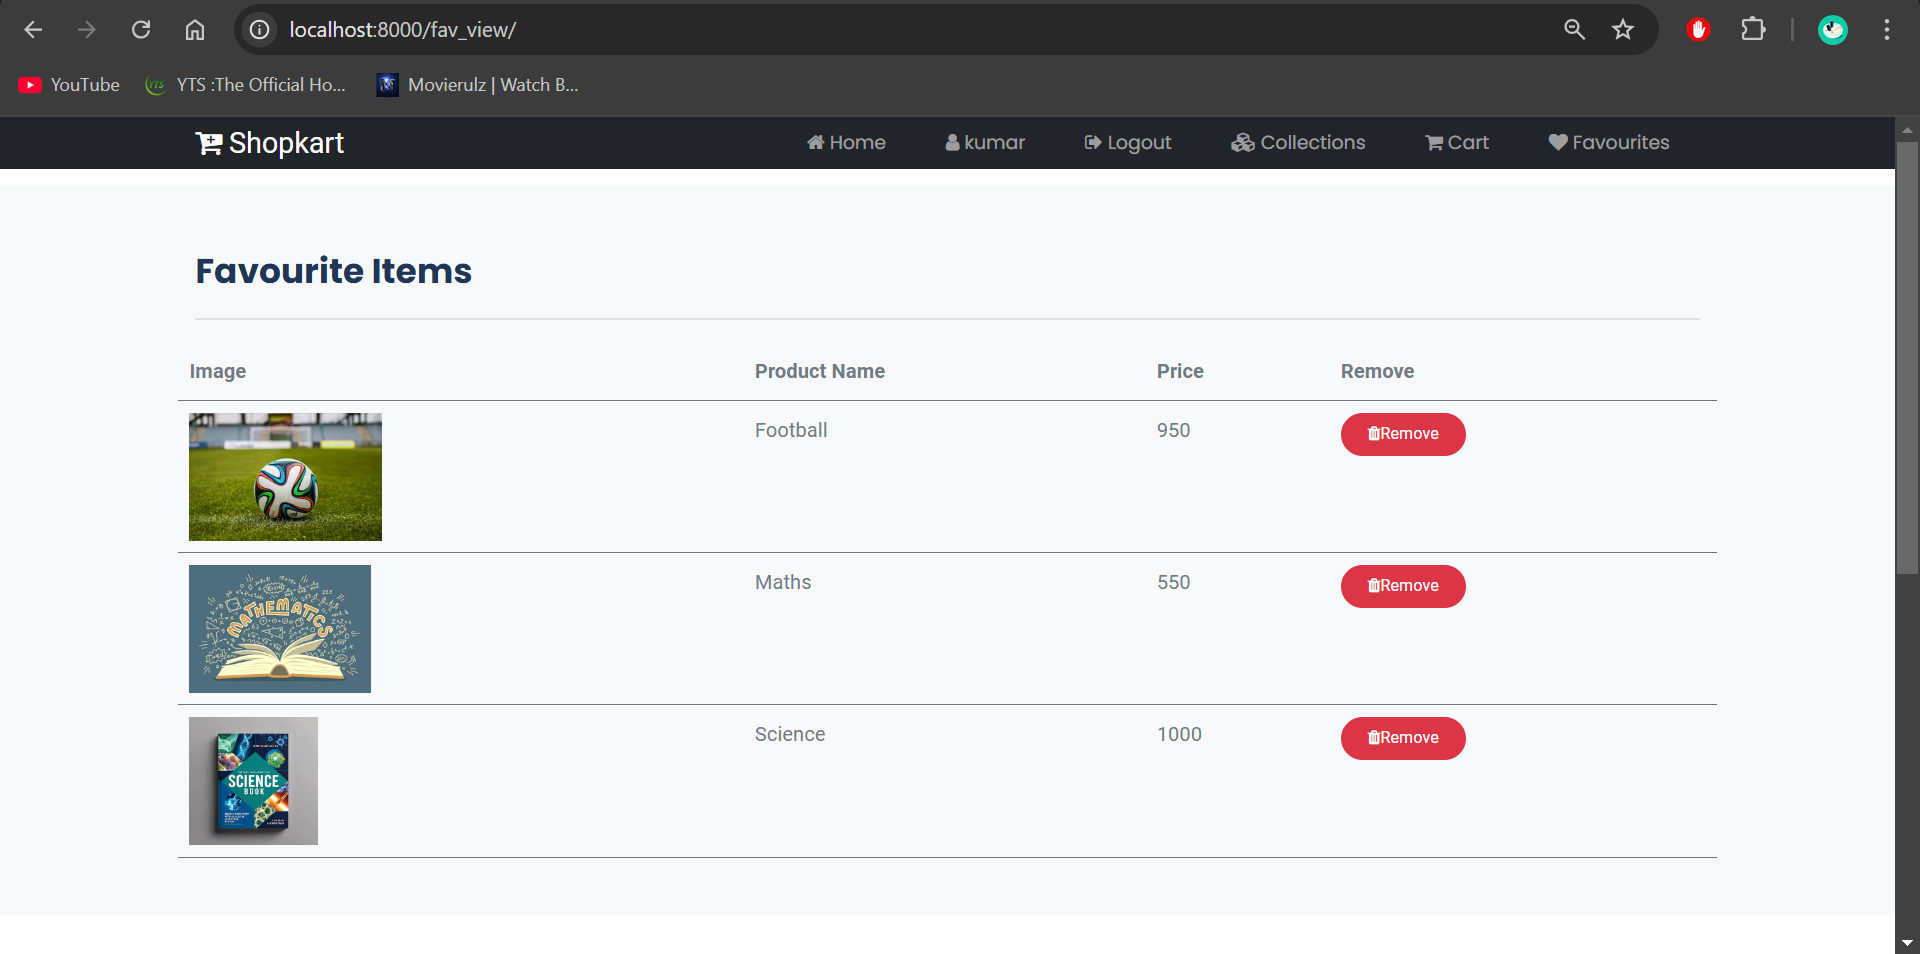 localhost:8000/fav_view/
YouTube
YTS :The Official Ho...
Movierulz | Watch B...
Shopkart
Home
kumar
Logout
Collections
Cart
Favourites
Favourite Items
Image Product Name Price Remove
Football 950 Remove
MATHEMATICS
Maths 550 Remove
SCIENCE
BOOK
Science 1000 Remove